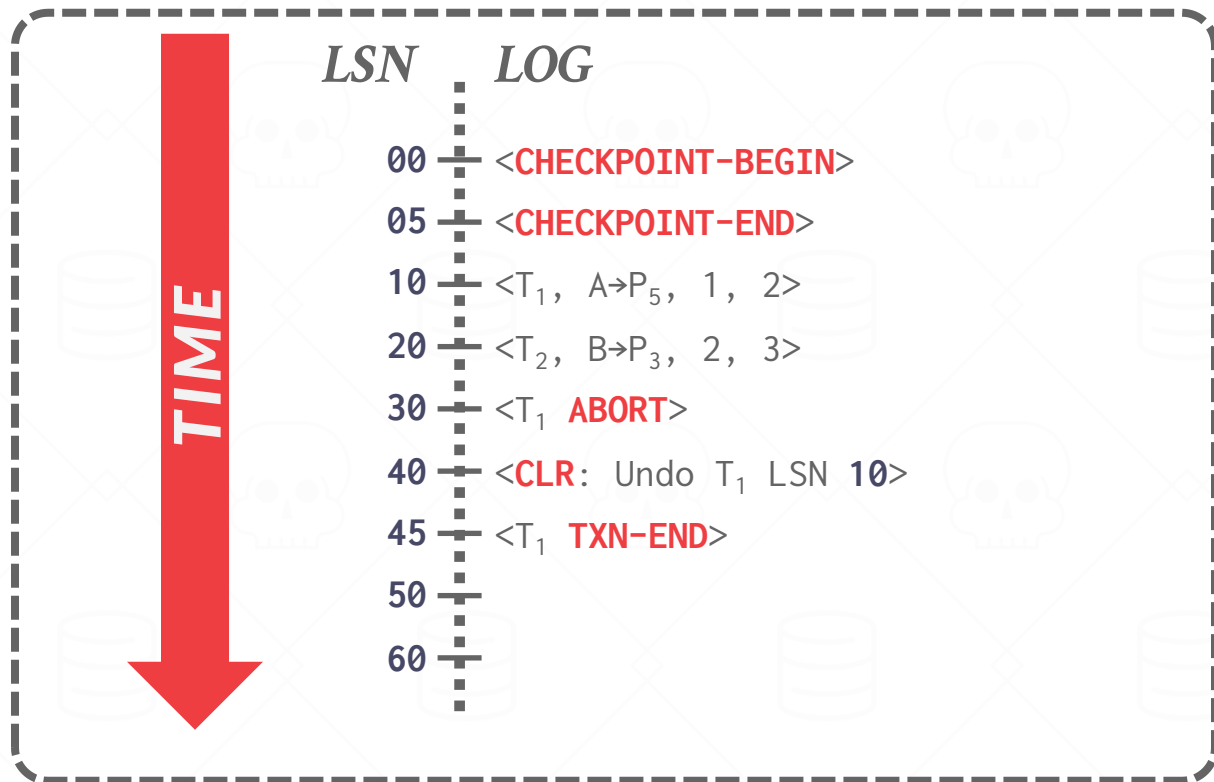 LSN LOG
00 <CHECKPOINT-BEGIN>
05 <CHECKPOINT-END>
10 <T₁, A→P₅, 1, 2>
20 <T₂, B→P₃, 2, 3>
30 <T₁ ABORT>
40 <CLR: Undo T₁ LSN 10>
45 <T₁ TXN-END>
50
60
TIME